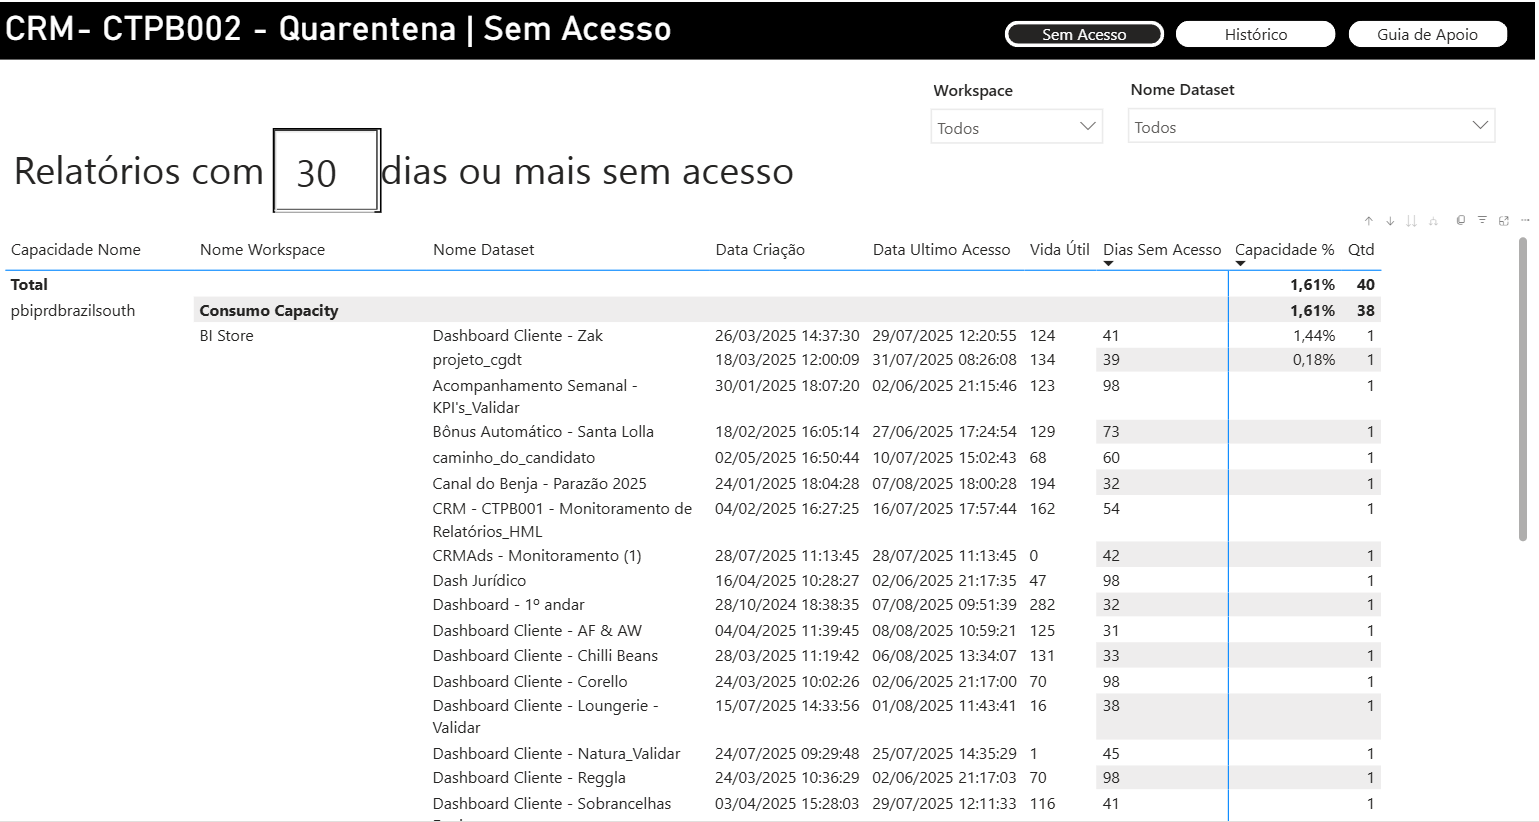 CRM- CTPB002 - Quarentena | Sem Acesso
Sem Acesso
Histórico
Guia de Apoio
Workspace
Nome Dataset
Todos
Todos
Relatórios com 30 dias ou mais sem acesso
Capacidade Nome Nome Workspace Nome Dataset Data Criação Data Ultimo Acesso Vida Útil Dias Sem Acesso Capacidade % Qtd
Total 1,61% 40
pbiprdbrazilsouth Consumo Capacity 1,61% 38
BI Store Dashboard Cliente - Zak 26/03/2025 14:37:30 29/07/2025 12:20:55 124 41 1,44% 1
projeto_cgdt 18/03/2025 12:00:09 31/07/2025 08:26:08 134 39 0,18% 1
Acompanhamento Semanal - 30/01/2025 18:07:20 02/06/2025 21:15:46 123 98 1
KPI's_Validar
Bônus Automático - Santa Lolla 18/02/2025 16:05:14 27/06/2025 17:24:54 129 73 1
caminho_do_candidato 02/05/2025 16:50:44 10/07/2025 15:02:43 68 60 1
Canal do Benja - Parazão 2025 24/01/2025 18:04:28 07/08/2025 18:00:28 194 32 1
CRM - CTPB001 - Monitoramento de 04/02/2025 16:27:25 16/07/2025 17:57:44 162 54 1
Relatórios_HML
CRMAds - Monitoramento (1) 28/07/2025 11:13:45 28/07/2025 11:13:45 0 42 1
Dash Jurídico 16/04/2025 10:28:27 02/06/2025 21:17:35 47 98 1
Dashboard - 1º andar 28/10/2024 18:38:35 07/08/2025 09:51:39 282 32 1
Dashboard Cliente - AF & AW 04/04/2025 11:39:45 08/08/2025 10:59:21 125 31 1
Dashboard Cliente - Chilli Beans 28/03/2025 11:19:42 06/08/2025 13:34:07 131 33 1
Dashboard Cliente - Corello 24/03/2025 10:02:26 02/06/2025 21:17:00 70 98 1
Dashboard Cliente - Loungerie - 15/07/2025 14:33:56 01/08/2025 11:43:41 16 38 1
Validar
Dashboard Cliente - Natura_Validar 24/07/2025 09:29:48 25/07/2025 14:35:29 1 45 1
Dashboard Cliente - Reggla 24/03/2025 10:36:29 02/06/2025 21:17:03 70 98 1
Dashboard Cliente - Sobrancelhas 03/04/2025 15:28:03 29/07/2025 12:11:33 116 41 1